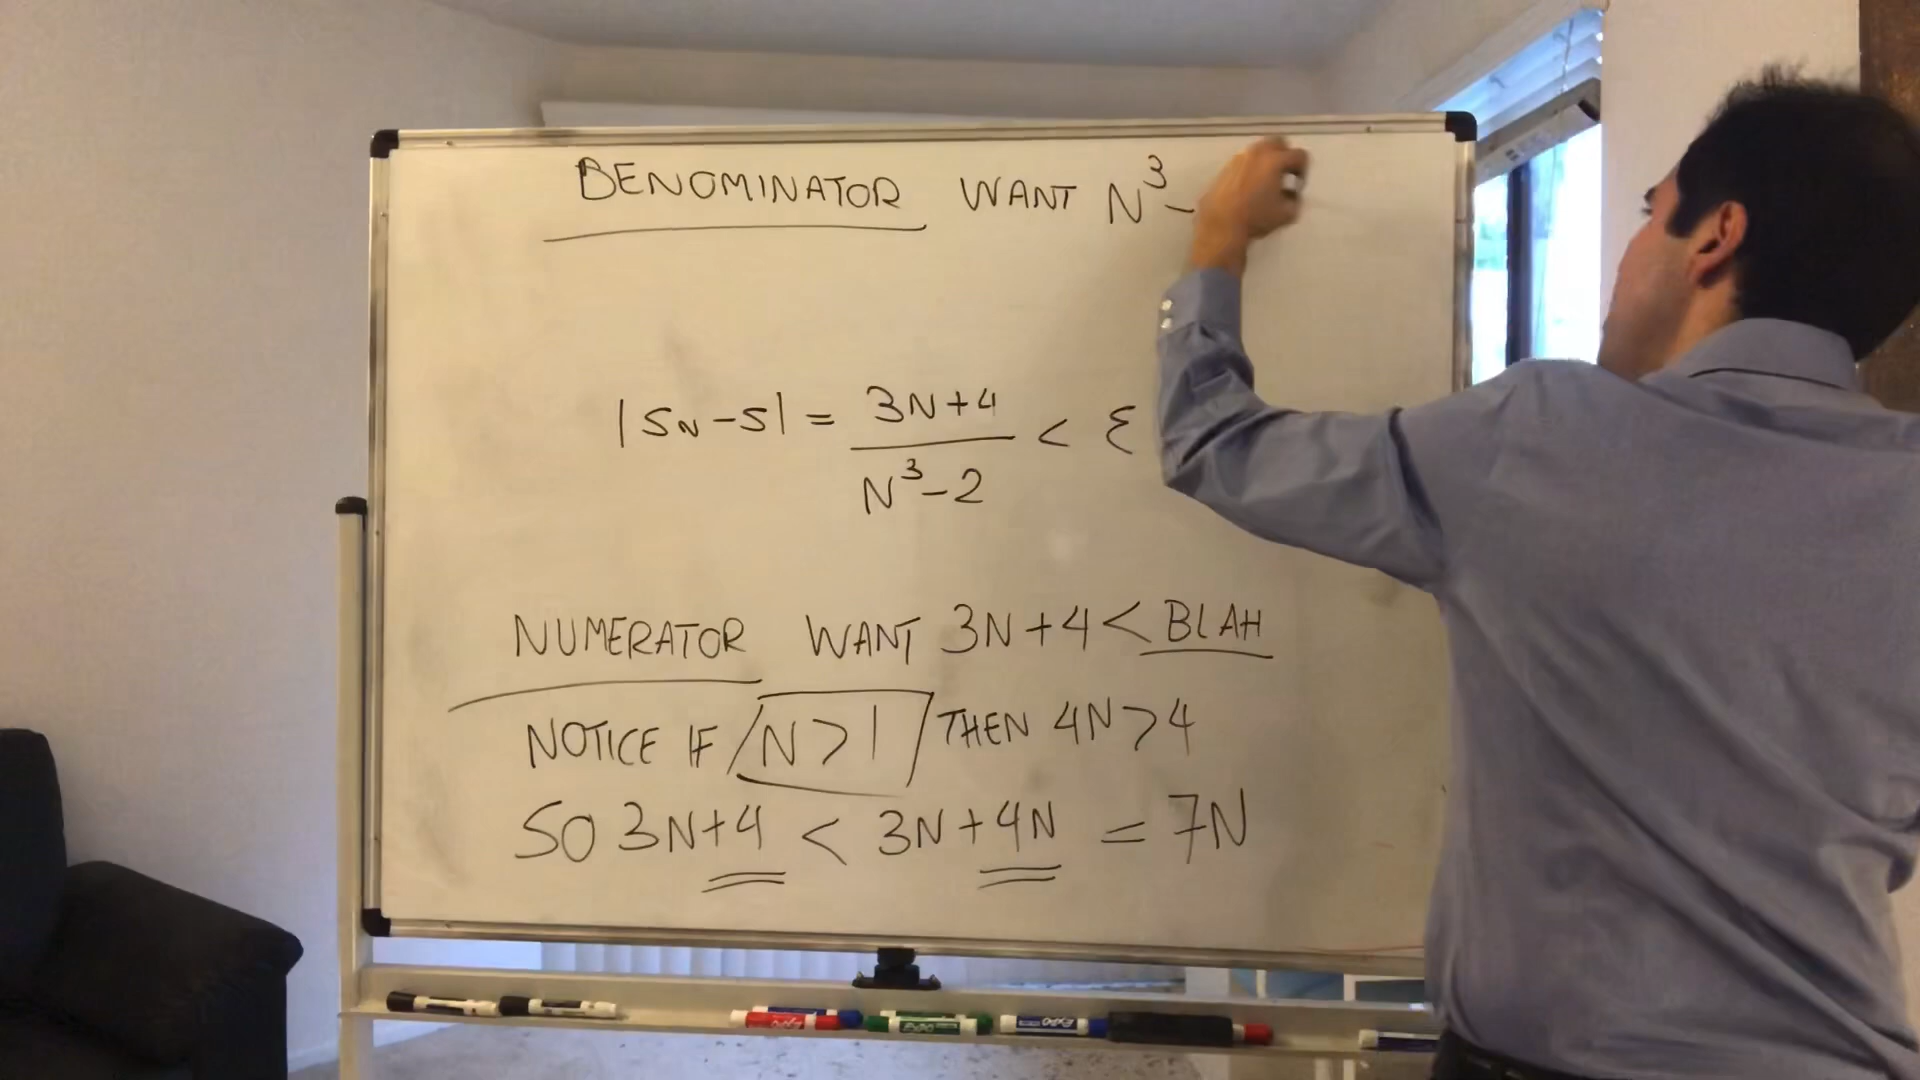 BENOMINATOR WANT N³ -
|SN - S| = 3N+4 / N³-2 < ε
NUMERATOR WANT 3N+4 < BLAH
NOTICE IF N>1 THEN 4N>4
SO 3N+4 < 3N+4N = 7N
EXPO